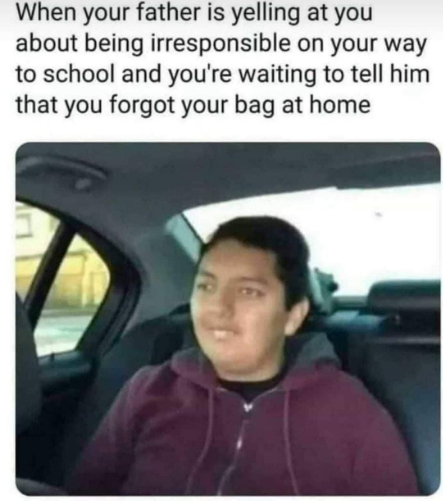 When your father is yelling at you
about being irresponsible on your way
to school and you're waiting to tell him
that you forgot your bag at home